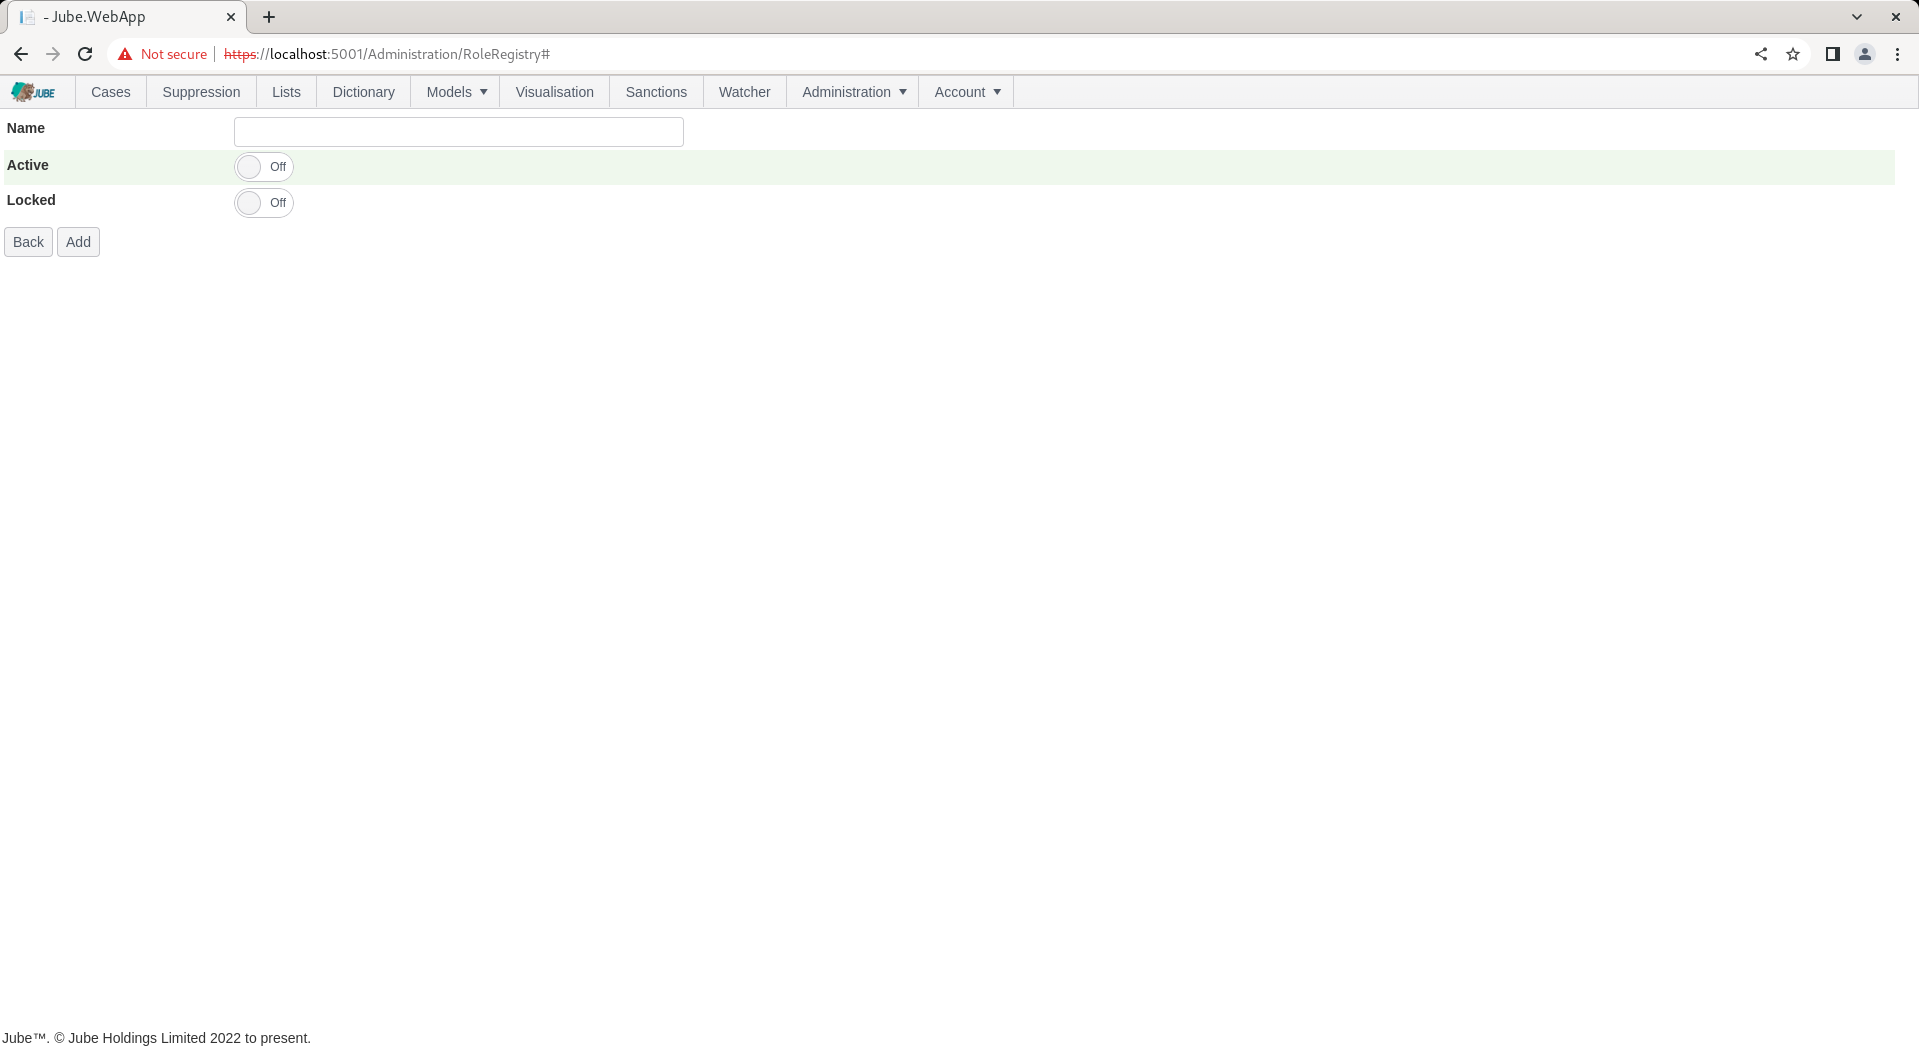 - Jube.WebApp
Not secure https://localhost:5001/Administration/RoleRegistry#
JUBE Cases Suppression Lists Dictionary Models Visualisation Sanctions Watcher Administration Account
Name
Active Off
Locked Off
Back Add
Jube™. © Jube Holdings Limited 2022 to present.